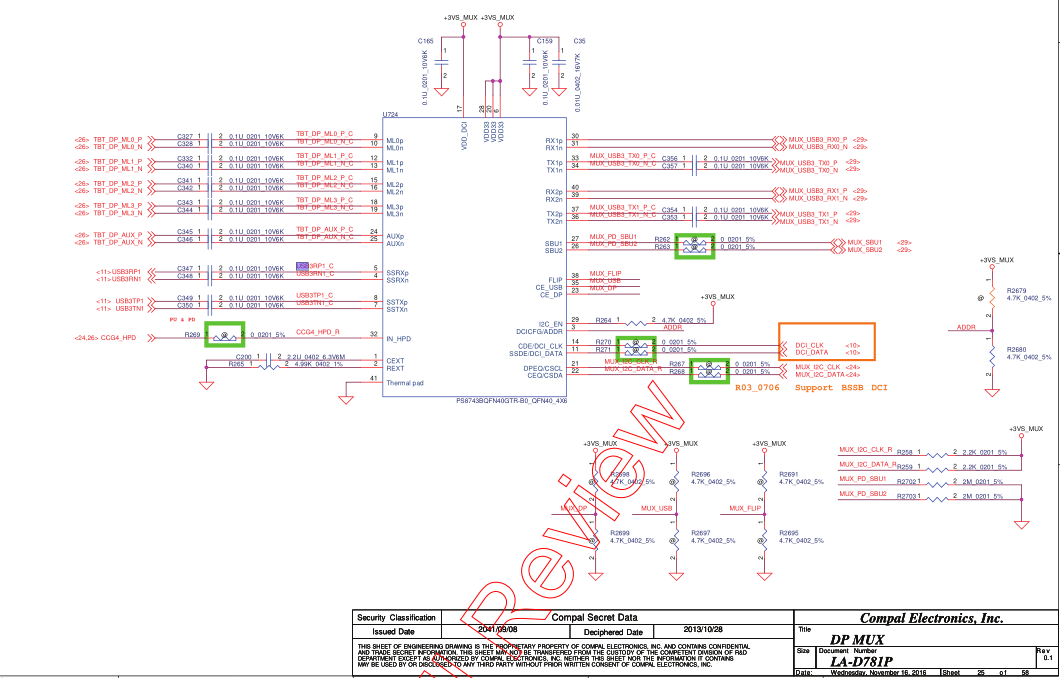 +3VS_MUX +3VS_MUX
C165
1
2
0.1U_0201_10V6K
C159
1
2
0.1U_0201_10V6K
C35
1
2
0.01U_0402_16V7K
U724
17
28
20
6
VDD_DCI
VDD33
VDD33
VDD33
<26> TBT_DP_ML0_P C327 1 2 0.1U_0201_10V6K TBT_DP_ML0_P_C 9 ML0p
<26> TBT_DP_ML0_N C328 1 2 0.1U_0201_10V6K TBT_DP_ML0_N_C 10 ML0n
<26> TBT_DP_ML1_P C332 1 2 0.1U_0201_10V6K TBT_DP_ML1_P_C 12 ML1p
<26> TBT_DP_ML1_N C340 1 2 0.1U_0201_10V6K TBT_DP_ML1_N_C 13 ML1n
<26> TBT_DP_ML2_P C341 1 2 0.1U_0201_10V6K TBT_DP_ML2_P_C 15 ML2p
<26> TBT_DP_ML2_N C342 1 2 0.1U_0201_10V6K TBT_DP_ML2_N_C 16 ML2n
<26> TBT_DP_ML3_P C343 1 2 0.1U_0201_10V6K TBT_DP_ML3_P_C 18 ML3p
<26> TBT_DP_ML3_N C344 1 2 0.1U_0201_10V6K TBT_DP_ML3_N_C 19 ML3n
<26> TBT_DP_AUX_P C345 1 2 0.1U_0201_10V6K TBT_DP_AUX_P_C 24 AUXp
<26> TBT_DP_AUX_N C346 1 2 0.1U_0201_10V6K TBT_DP_AUX_N_C 25 AUXn
<11> USB3RP1 C347 1 2 0.1U_0201_10V6K USB3RP1_C 5 SSRXp
<11> USB3RN1 C348 1 2 0.1U_0201_10V6K USB3RN1_C 4 SSRXn
<11> USB3TP1 C349 1 2 0.1U_0201_10V6K USB3TP1_C 8 SSTXp
<11> USB3TN1 C350 1 2 0.1U_0201_10V6K USB3TN1_C 7 SSTXn
<24,26> CCG4_HPD R269 1 @ 2 0_0201_5% CCG4_HPD_R 32 IN_HPD
C200 1 2 2.2U_0402_6.3V6M 21 CEXT
R265 1 2 4.99K_0402_1% REXT
41 Thermal pad
RX1p 30 MUX_USB3_RX0_P <29>
RX1n 31 MUX_USB3_RX0_N <29>
TX1p 33 MUX_USB3_TX0_P_C C356 1 2 0.1U_0201_10V6K MUX_USB3_TX0_P <29>
TX1n 34 MUX_USB3_TX0_N_C C357 1 2 0.1U_0201_10V6K MUX_USB3_TX0_N <29>
RX2p 40 MUX_USB3_RX1_P <29>
RX2n 39 MUX_USB3_RX1_N <29>
TX2p 37 MUX_USB3_TX1_P_C C354 1 2 0.1U_0201_10V6K MUX_USB3_TX1_P <29>
TX2n 36 MUX_USB3_TX1_N_C C353 1 2 0.1U_0201_10V6K MUX_USB3_TX1_N <29>
SBU1 27 MUX_PD_SBU1 R262 1 @ 2 0_0201_5% MUX_SBU1 <29>
SBU2 26 MUX_PD_SBU2 R263 1 @ 2 0_0201_5% MUX_SBU2 <29>
FLIP 38 MUX_FLIP
CE_USB 35 MUX_USB
CE_DP 23 MUX_DP
+3VS_MUX
I2C_EN 29 R264 1 2 4.7K_0402_5%
DCICFG/ADDR 3 ADDR
CDE/DCI_CLK 14 R270 1 @ 2 0_0201_5% DCI_CLK <10>
SSDE/DCI_DATA 11 R271 1 @ 2 0_0201_5% DCI_DATA <10>
DPEQ/CSCL 21 MUX_I2C_CLK_R R267 1 @ 2 0_0201_5% MUX_I2C_CLK <24>
CEQ/CSDA 22 MUX_I2C_DATA_R R268 1 @ 2 0_0201_5% MUX_I2C_DATA <24>
PS8743BQFN40GTR-B0_QFN40_4X6
R03_0706 Support BSSB DCI
+3VS_MUX
1
@ R2679
4.7K_0402_5%
2
ADDR
1
R2680
4.7K_0402_5%
2
+3VS_MUX +3VS_MUX +3VS_MUX
R2698 R2696 R2691
4.7K_0402_5% 4.7K_0402_5% 4.7K_0402_5%
MUX_DP MUX_USB MUX_FLIP
R2699 R2697 R2695
4.7K_0402_5% 4.7K_0402_5% 4.7K_0402_5%
+3VS_MUX
MUX_I2C_CLK_R R258 1 2 2.2K_0201_5%
MUX_I2C_DATA_R R259 1 2 2.2K_0201_5%
MUX_PD_SBU1 R2702 1 2 2M_0201_5%
MUX_PD_SBU2 R2703 1 2 2M_0201_5%
Review
Security Classification Compal Secret Data
Issued Date 2041/09/08 Deciphered Date 2013/10/28
THIS SHEET OF ENGINEERING DRAWING IS THE PROPRIETARY PROPERTY OF COMPAL ELECTRONICS, INC. AND CONTAINS CONFIDENTIAL
AND TRADE SECRET INFORMATION. THIS SHEET MAY NOT BE TRANSFERED FROM THE CUSTODY OF THE COMPETENT DIVISION OF R&D
DEPARTMENT EXCEPT AS AUTHORIZED BY COMPAL ELECTRONICS, INC. NEITHER THIS SHEET NOR THE INFORMATION IT CONTAINS
MAY BE USED BY OR DISCLOSED TO ANY THIRD PARTY WITHOUT PRIOR WRITTEN CONSENT OF COMPAL ELECTRONICS, INC.
Compal Electronics, Inc.
Title
DP MUX
Size Document Number Rev
LA-D781P 0.1
Date: Wednesday, November 16, 2016 Sheet 25 of 58